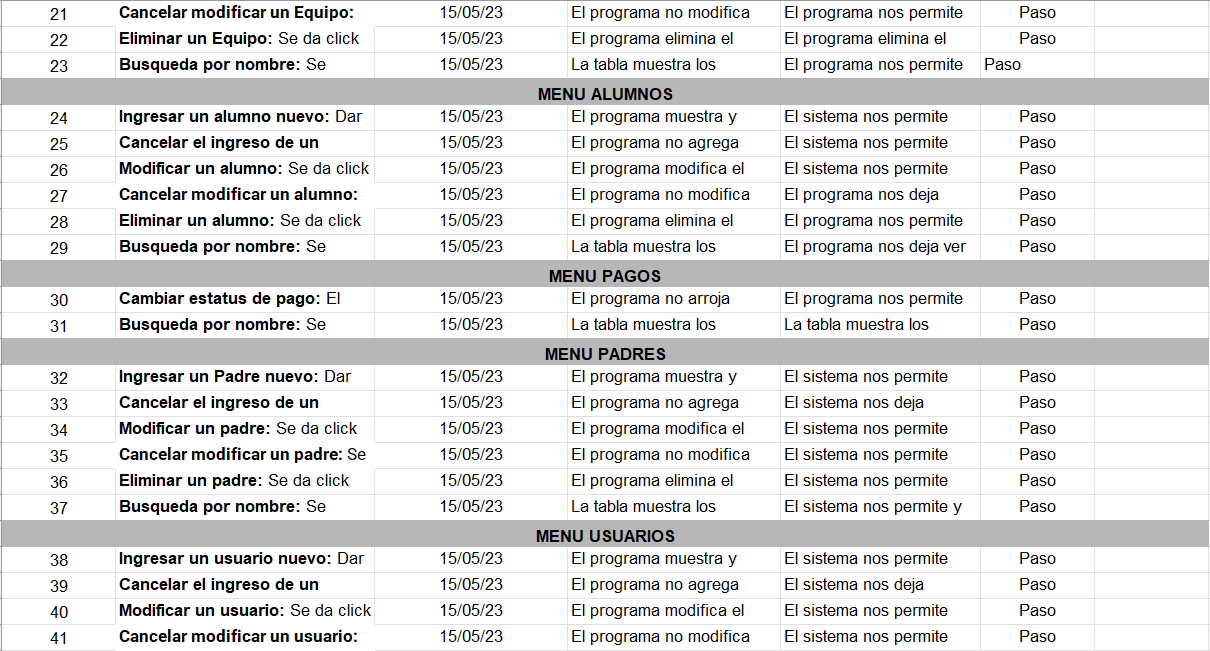 21 Cancelar modificar un Equipo: 15/05/23 El programa no modifica El programa nos permite Paso
22 Eliminar un Equipo: Se da click 15/05/23 El programa elimina el El programa elimina el Paso
23 Busqueda por nombre: Se 15/05/23 La tabla muestra los El programa nos permite Paso
MENU ALUMNOS
24 Ingresar un alumno nuevo: Dar 15/05/23 El programa muestra y El sistema nos permite Paso
25 Cancelar el ingreso de un 15/05/23 El programa no agrega El sistema nos permite Paso
26 Modificar un alumno: Se da click 15/05/23 El programa modifica el El sistema nos permite Paso
27 Cancelar modificar un alumno: 15/05/23 El programa no modifica El programa nos deja Paso
28 Eliminar un alumno: Se da click 15/05/23 El programa elimina el El programa nos permite Paso
29 Busqueda por nombre: Se 15/05/23 La tabla muestra los El programa nos deja ver Paso
MENU PAGOS
30 Cambiar estatus de pago: El 15/05/23 El programa no arroja El programa nos permite Paso
31 Busqueda por nombre: Se 15/05/23 La tabla muestra los La tabla muestra los Paso
MENU PADRES
32 Ingresar un Padre nuevo: Dar 15/05/23 El programa muestra y El sistema nos permite Paso
33 Cancelar el ingreso de un 15/05/23 El programa no agrega El sistema nos deja Paso
34 Modificar un padre: Se da click 15/05/23 El programa modifica el El sistema nos permite Paso
35 Cancelar modificar un padre: Se 15/05/23 El programa no modifica El sistema nos permite Paso
36 Eliminar un padre: Se da click 15/05/23 El programa elimina el El sistema nos permite Paso
37 Busqueda por nombre: Se 15/05/23 La tabla muestra los El sistema nos permite y Paso
MENU USUARIOS
38 Ingresar un usuario nuevo: Dar 15/05/23 El programa muestra y El sistema nos permite Paso
39 Cancelar el ingreso de un 15/05/23 El programa no agrega El sistema nos deja Paso
40 Modificar un usuario: Se da click 15/05/23 El programa modifica el El sistema nos permite Paso
41 Cancelar modificar un usuario: 15/05/23 El programa no modifica El sistema nos permite Paso